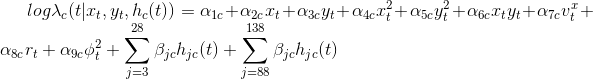 logλ_c(t|x_t, y_t, h_c(t)) = α_{1c}+α_{2c}x_t+α_{3c}y_t+α_{4c}x_t^2+α_{5c}y_t^2+α_{6c}x_ty_t+α_{7c}v_t^x+
α_{8c}r_t + α_{9c}ϕ_t^2 + \sum_{j=3}^{28} β_{jc}h_{jc}(t) + \sum_{j=88}^{138} β_{jc}h_{jc}(t)